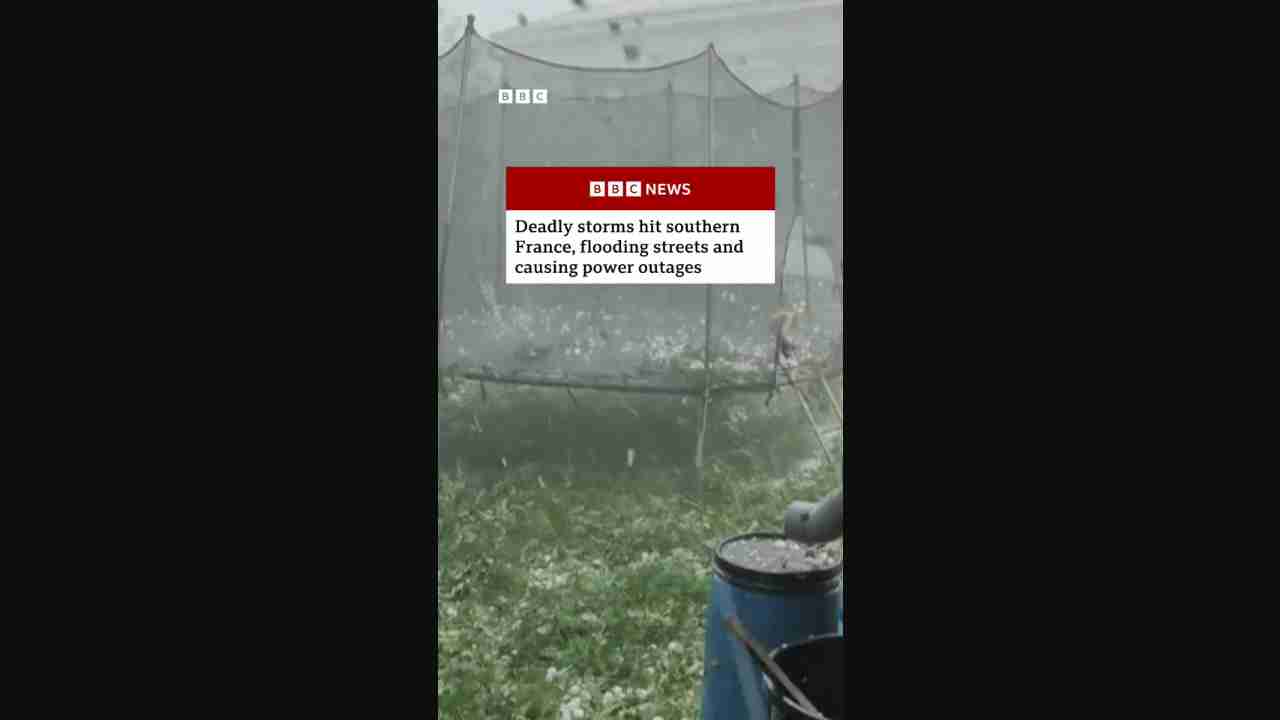 BBC
BBC NEWS
Deadly storms hit southern
France, flooding streets and
causing power outages